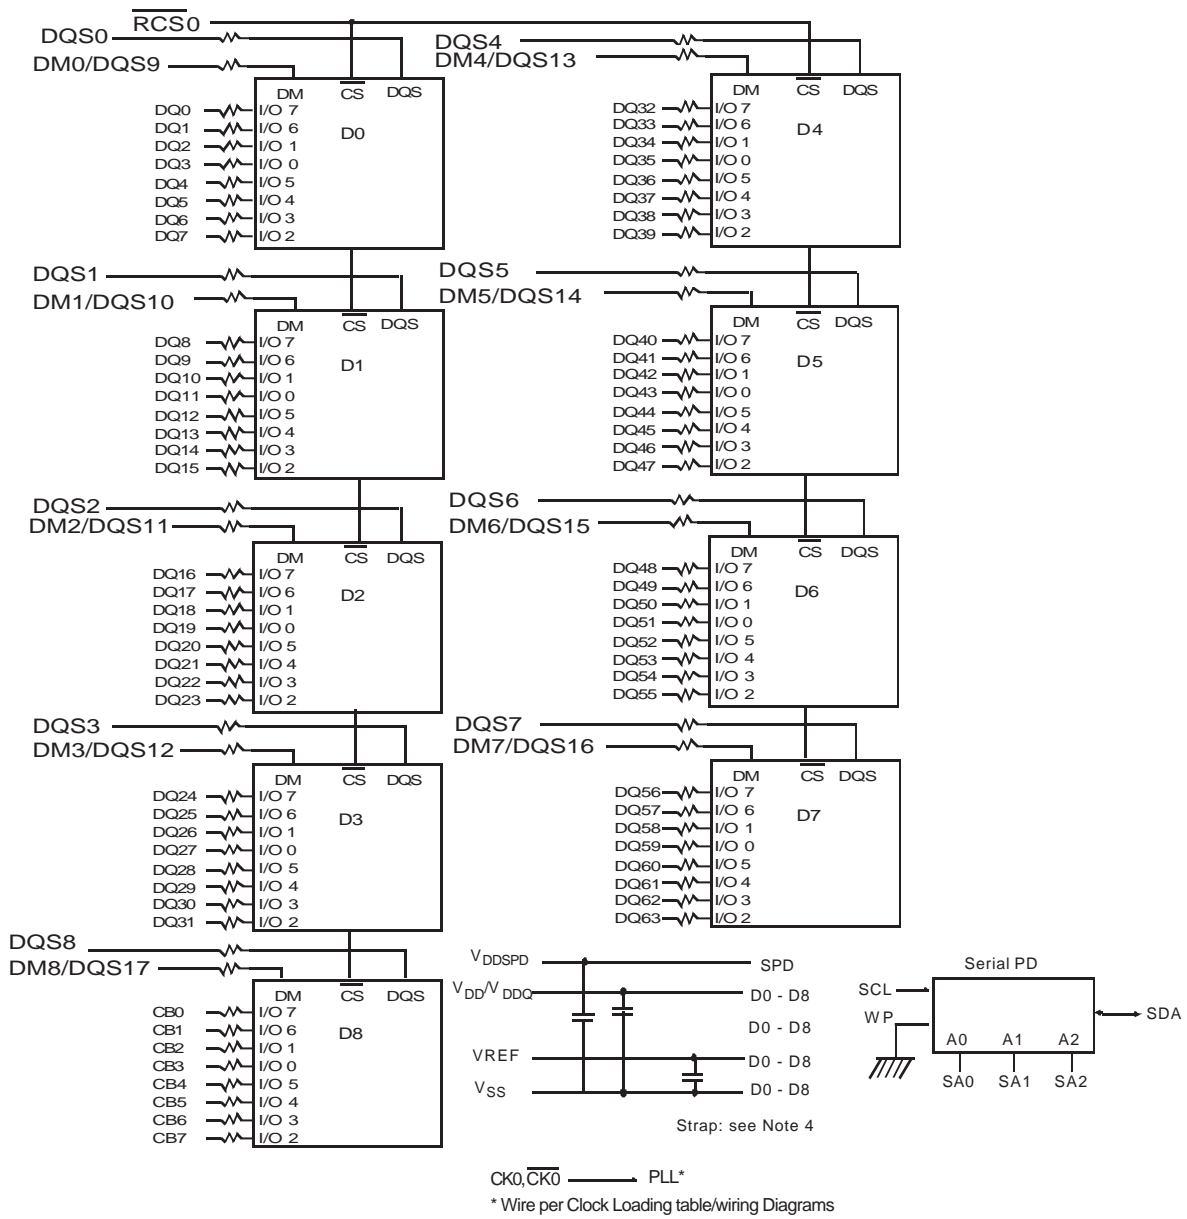 RCS0
DQS0
DM0/DQS9
DM CS DQS
D0
DQ0 I/O 7
DQ1 I/O 6
DQ2 I/O 1
DQ3 I/O 0
DQ4 I/O 5
DQ5 I/O 4
DQ6 I/O 3
DQ7 I/O 2
DQS1
DM1/DQS10
DM CS DQS
D1
DQ8 I/O 7
DQ9 I/O 6
DQ10 I/O 1
DQ11 I/O 0
DQ12 I/O 5
DQ13 I/O 4
DQ14 I/O 3
DQ15 I/O 2
DQS2
DM2/DQS11
DM CS DQS
D2
DQ16 I/O 7
DQ17 I/O 6
DQ18 I/O 1
DQ19 I/O 0
DQ20 I/O 5
DQ21 I/O 4
DQ22 I/O 3
DQ23 I/O 2
DQS3
DM3/DQS12
DM CS DQS
D3
DQ24 I/O 7
DQ25 I/O 6
DQ26 I/O 1
DQ27 I/O 0
DQ28 I/O 5
DQ29 I/O 4
DQ30 I/O 3
DQ31 I/O 2
DQS8
DM8/DQS17
DM CS DQS
D8
CB0 I/O 7
CB1 I/O 6
CB2 I/O 1
CB3 I/O 0
CB4 I/O 5
CB5 I/O 4
CB6 I/O 3
CB7 I/O 2
DQS4
DM4/DQS13
DM CS DQS
D4
DQ32 I/O 7
DQ33 I/O 6
DQ34 I/O 1
DQ35 I/O 0
DQ36 I/O 5
DQ37 I/O 4
DQ38 I/O 3
DQ39 I/O 2
DQS5
DM5/DQS14
DM CS DQS
D5
DQ40 I/O 7
DQ41 I/O 6
DQ42 I/O 1
DQ43 I/O 0
DQ44 I/O 5
DQ45 I/O 4
DQ46 I/O 3
DQ47 I/O 2
DQS6
DM6/DQS15
DM CS DQS
D6
DQ48 I/O 7
DQ49 I/O 6
DQ50 I/O 1
DQ51 I/O 0
DQ52 I/O 5
DQ53 I/O 4
DQ54 I/O 3
DQ55 I/O 2
DQS7
DM7/DQS16
DM CS DQS
D7
DQ56 I/O 7
DQ57 I/O 6
DQ58 I/O 1
DQ59 I/O 0
DQ60 I/O 5
DQ61 I/O 4
DQ62 I/O 3
DQ63 I/O 2
VDDSPD SPD
VDD/VDDQ D0 - D8
D0 - D8
VREF D0 - D8
VSS D0 - D8
Strap: see Note 4
Serial PD
SCL
WP
SDA
A0 A1 A2
SA0 SA1 SA2
CK0,CK0 PLL*
* Wire per Clock Loading table/wiring Diagrams